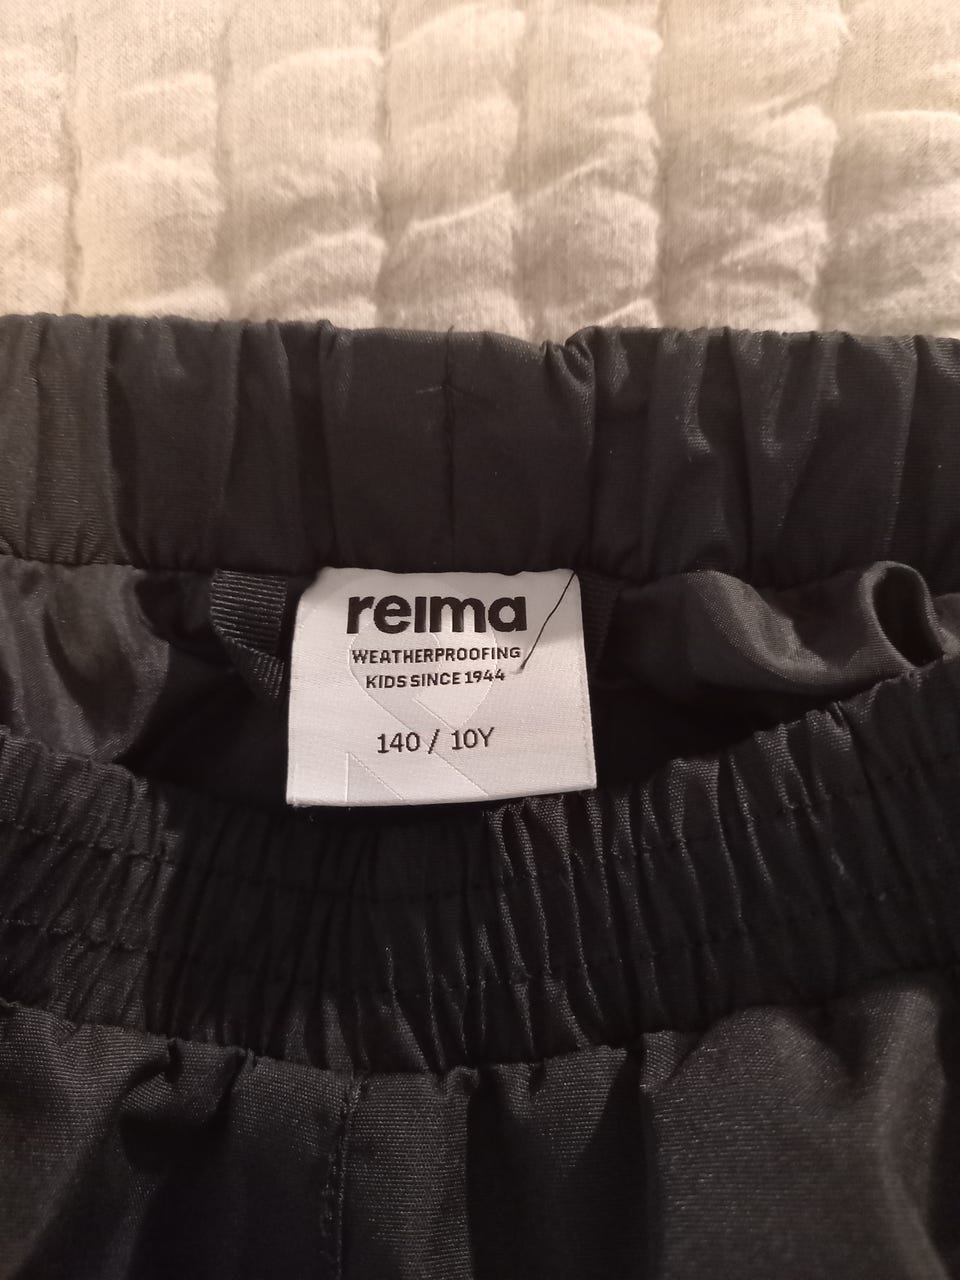 reima
WEATHERPROOFING
KIDS SINCE 1944
140 / 10Y